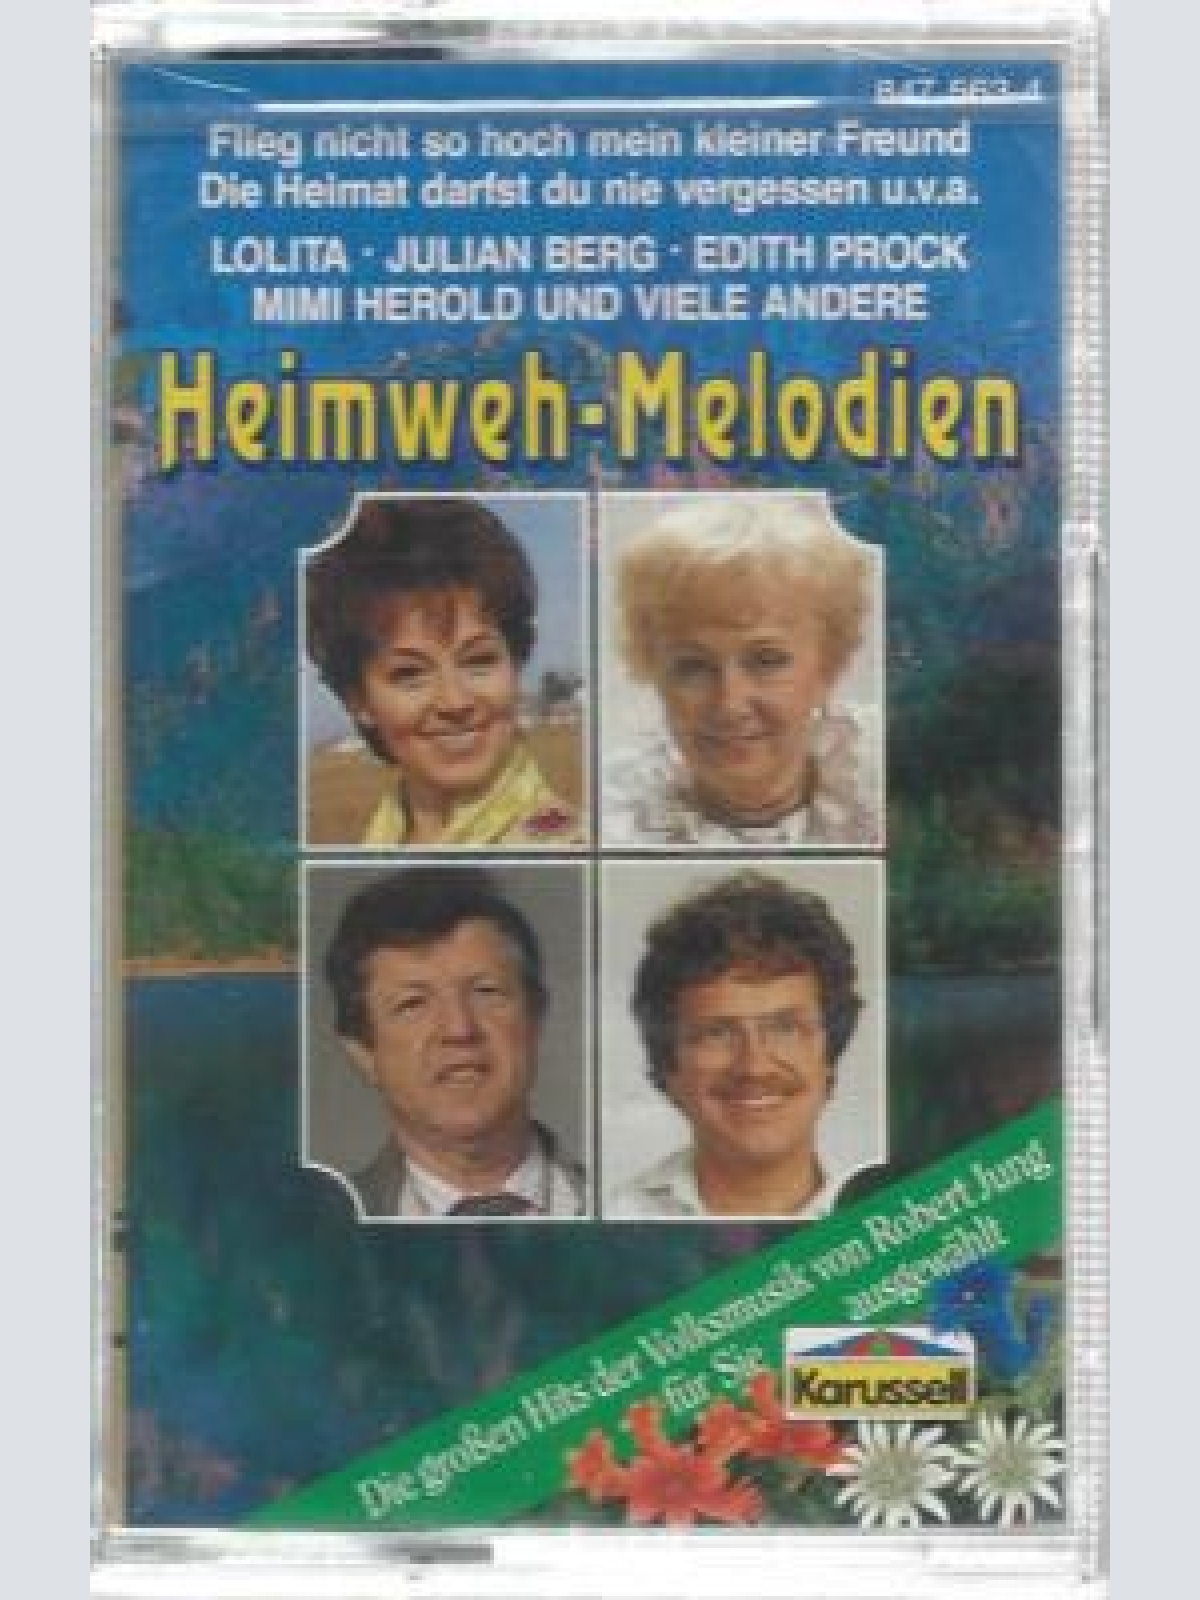 847 563-4
Flieg nicht so hoch mein kleiner Freund
Die Heimat darfst du nie vergessen u.v.a.
LOLITA · JULIAN BERG · EDITH PROCK
MIMI HEROLD UND VIELE ANDERE
Heimweh-Melodien
Die großen Hits der Volksmusik von Robert Jung
für Sie ausgewählt
Karussell